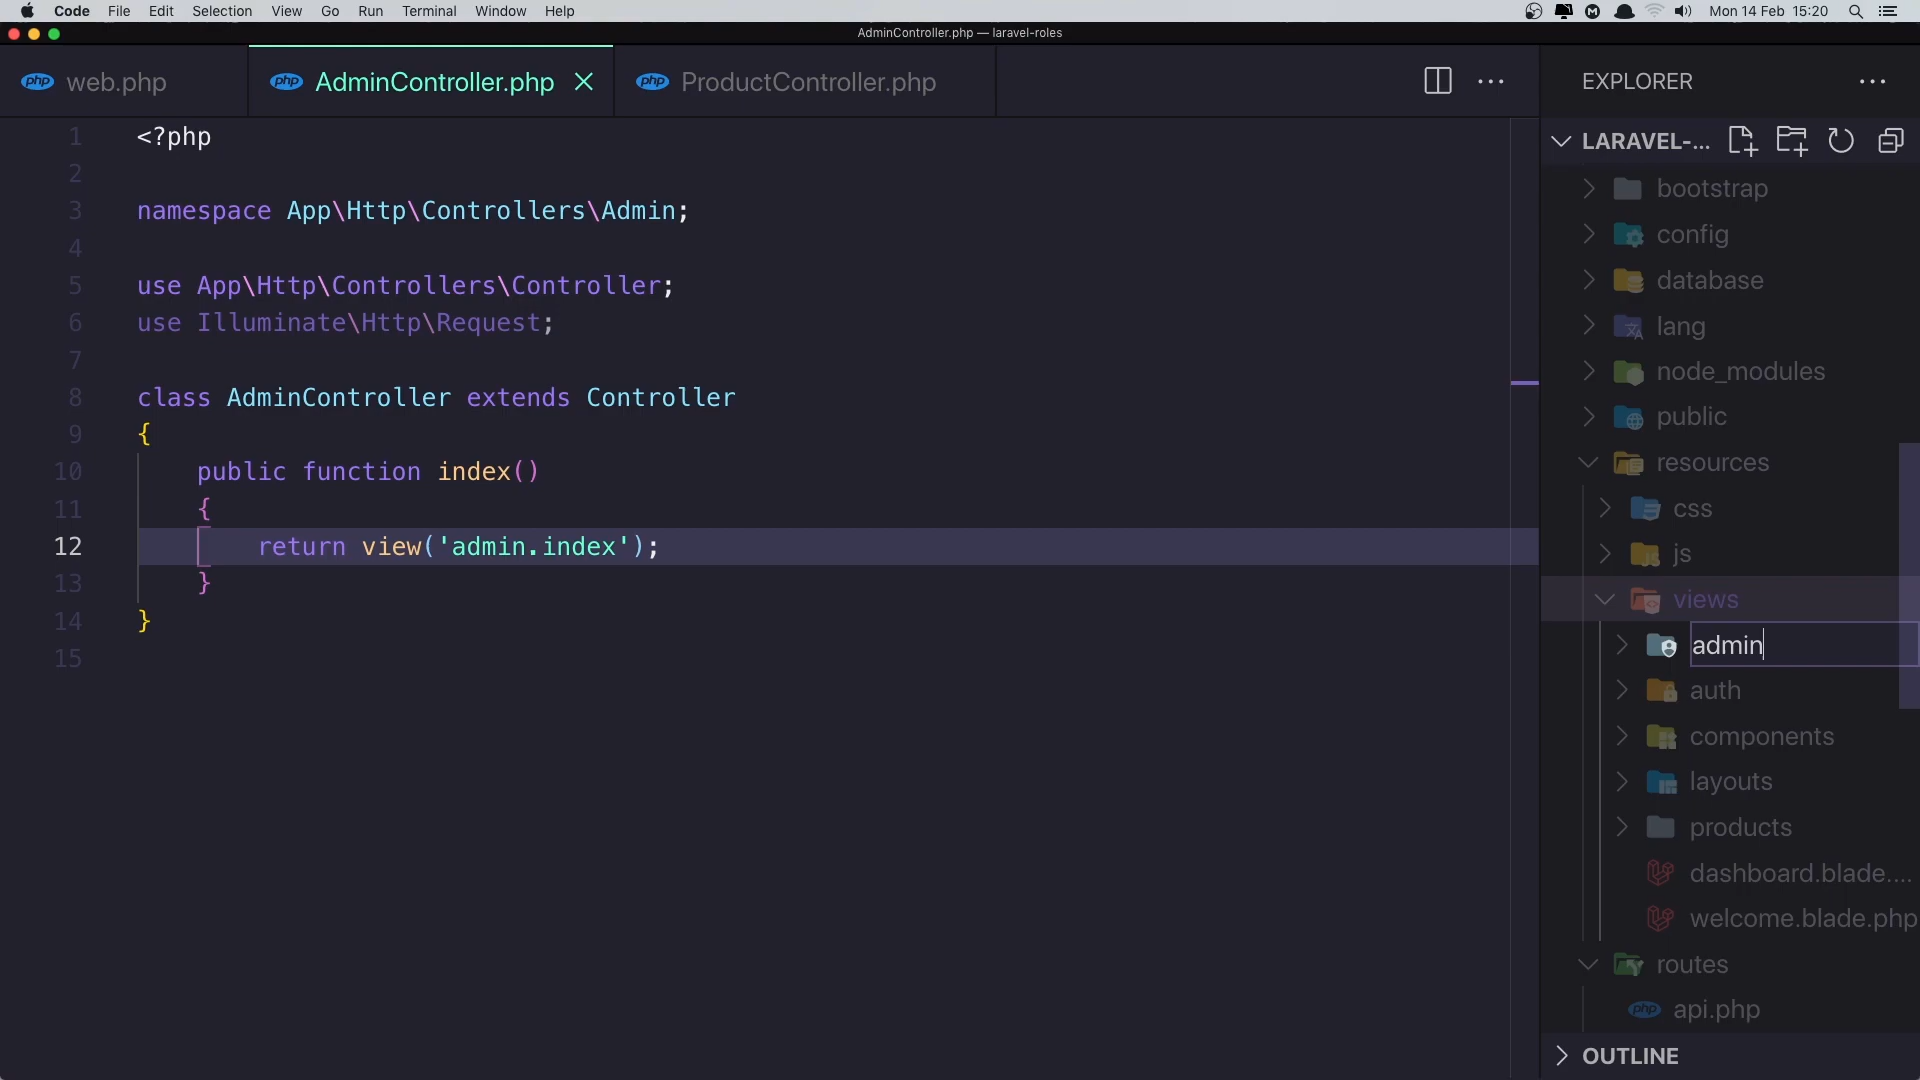 Code File Edit Selection View Go Run Terminal Window Help Mon 14 Feb 15:20
AdminController.php — laravel-roles
php web.php php AdminController.php php ProductController.php
EXPLORER
LARAVEL-...
1 <?php
2
3 namespace App\Http\Controllers\Admin;
4
5 use App\Http\Controllers\Controller;
6 use Illuminate\Http\Request;
7
8 class AdminController extends Controller
9 {
10 public function index()
11 {
12 return view('admin.index');
13 }
14 }
15
bootstrap
config
database
lang
node_modules
public
resources
css
js
views
admin
auth
components
layouts
products
dashboard.blade....
welcome.blade.php
routes
php api.php
OUTLINE